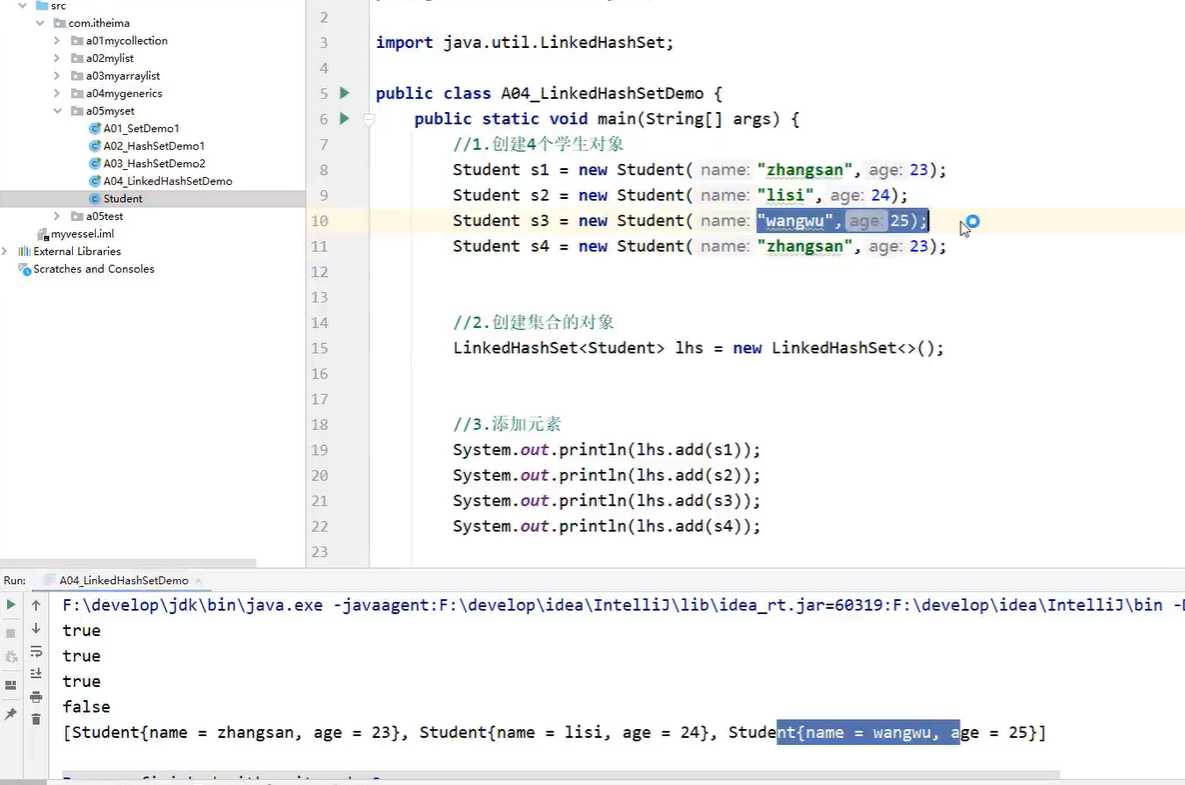 src
com.itheima
a01mycollection
a02mylist
a03myarraylist
a04mygenerics
a05myset
A01_SetDemo1
A02_HashSetDemo1
A03_HashSetDemo2
A04_LinkedHashSetDemo
Student
a05test
myvessel.iml
External Libraries
Scratches and Consoles
2
3 import java.util.LinkedHashSet;
4
5 public class A04_LinkedHashSetDemo {
6 public static void main(String[] args) {
7 //1.创建4个学生对象
8 Student s1 = new Student( name: "zhangsan", age: 23);
9 Student s2 = new Student( name: "lisi", age: 24);
10 Student s3 = new Student( name: "wangwu", age: 25);
11 Student s4 = new Student( name: "zhangsan", age: 23);
12
13
14 //2.创建集合的对象
15 LinkedHashSet<Student> lhs = new LinkedHashSet<>();
16
17
18 //3.添加元素
19 System.out.println(lhs.add(s1));
20 System.out.println(lhs.add(s2));
21 System.out.println(lhs.add(s3));
22 System.out.println(lhs.add(s4));
23
Run: A04_LinkedHashSetDemo
F:\develop\jdk\bin\java.exe -javaagent:F:\develop\idea\IntelliJ\lib\idea_rt.jar=60319:F:\develop\idea\IntelliJ\bin
true
true
true
false
[Student{name = zhangsan, age = 23}, Student{name = lisi, age = 24}, Student{name = wangwu, age = 25}]